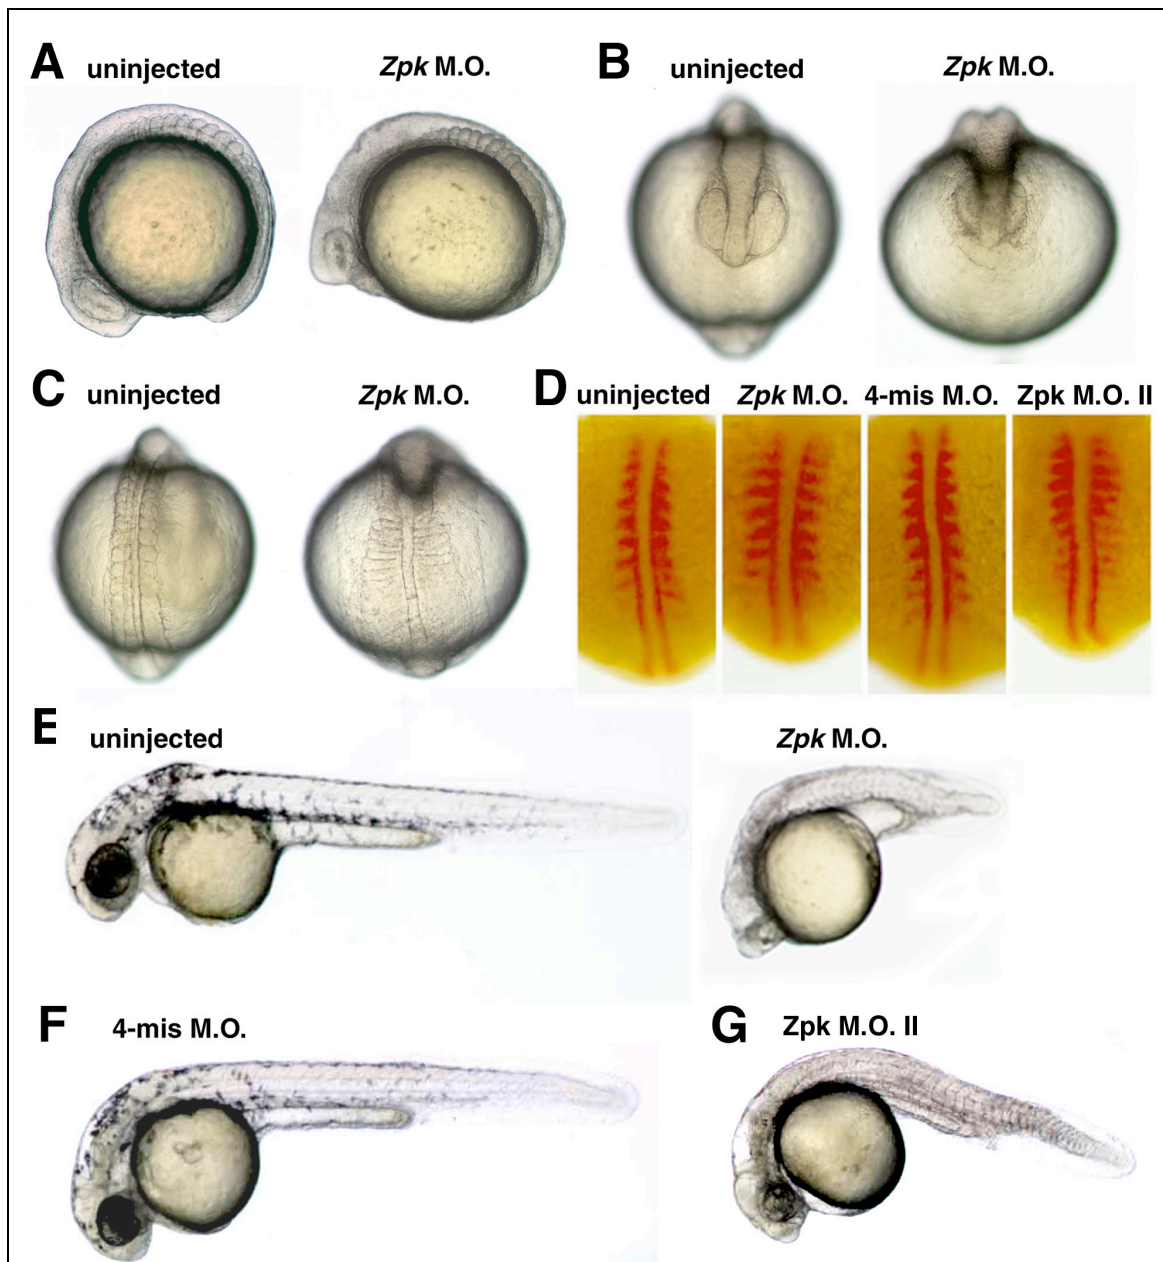 A uninjected Zpk M.O. B uninjected Zpk M.O.
C uninjected Zpk M.O. D uninjected Zpk M.O. 4-mis M.O. Zpk M.O. II
E uninjected Zpk M.O.
F 4-mis M.O. G Zpk M.O. II